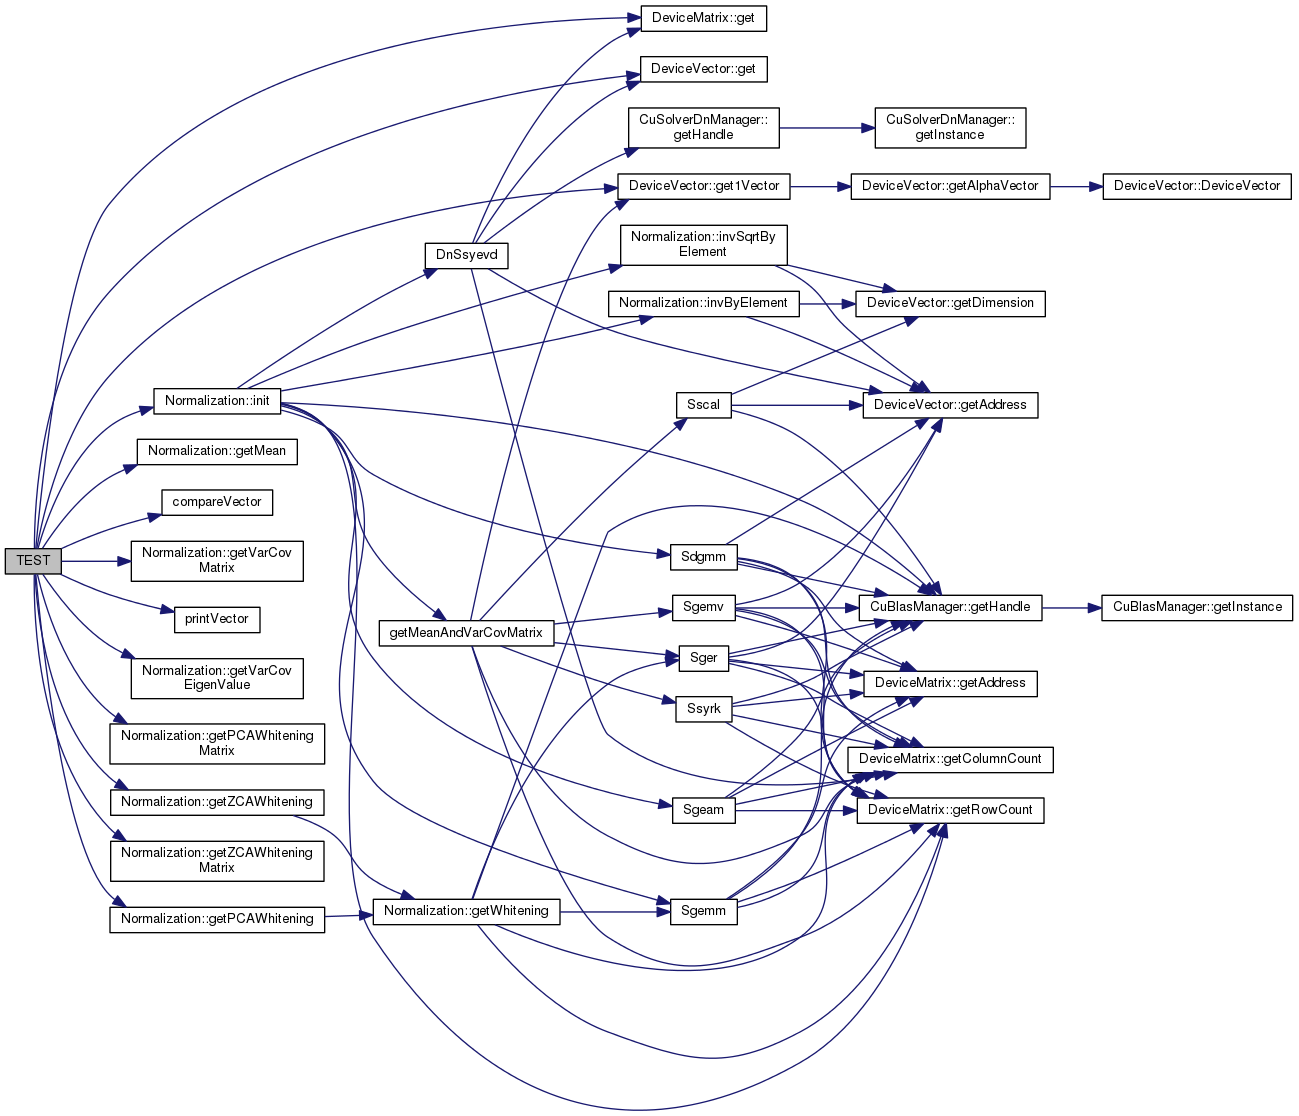 DeviceMatrix::get
DeviceVector::get
CuSolverDnManager::
getHandle
CuSolverDnManager::
getInstance
DeviceVector::get1Vector
DeviceVector::getAlphaVector
DeviceVector::DeviceVector
Normalization::invSqrtBy
Element
DnSsyevd
Normalization::invByElement
DeviceVector::getDimension
Normalization::init
Sscal
DeviceVector::getAddress
Normalization::getMean
compareVector
TEST
Normalization::getVarCov
Matrix
Sdgmm
Sgemv
CuBlasManager::getHandle
CuBlasManager::getInstance
printVector
getMeanAndVarCovMatrix
Sger
Normalization::getVarCov
EigenValue
DeviceMatrix::getAddress
Ssyrk
Normalization::getPCAWhitening
Matrix
DeviceMatrix::getColumnCount
Normalization::getZCAWhitening
Sgeam
DeviceMatrix::getRowCount
Normalization::getZCAWhitening
Matrix
Normalization::getPCAWhitening
Normalization::getWhitening
Sgemm